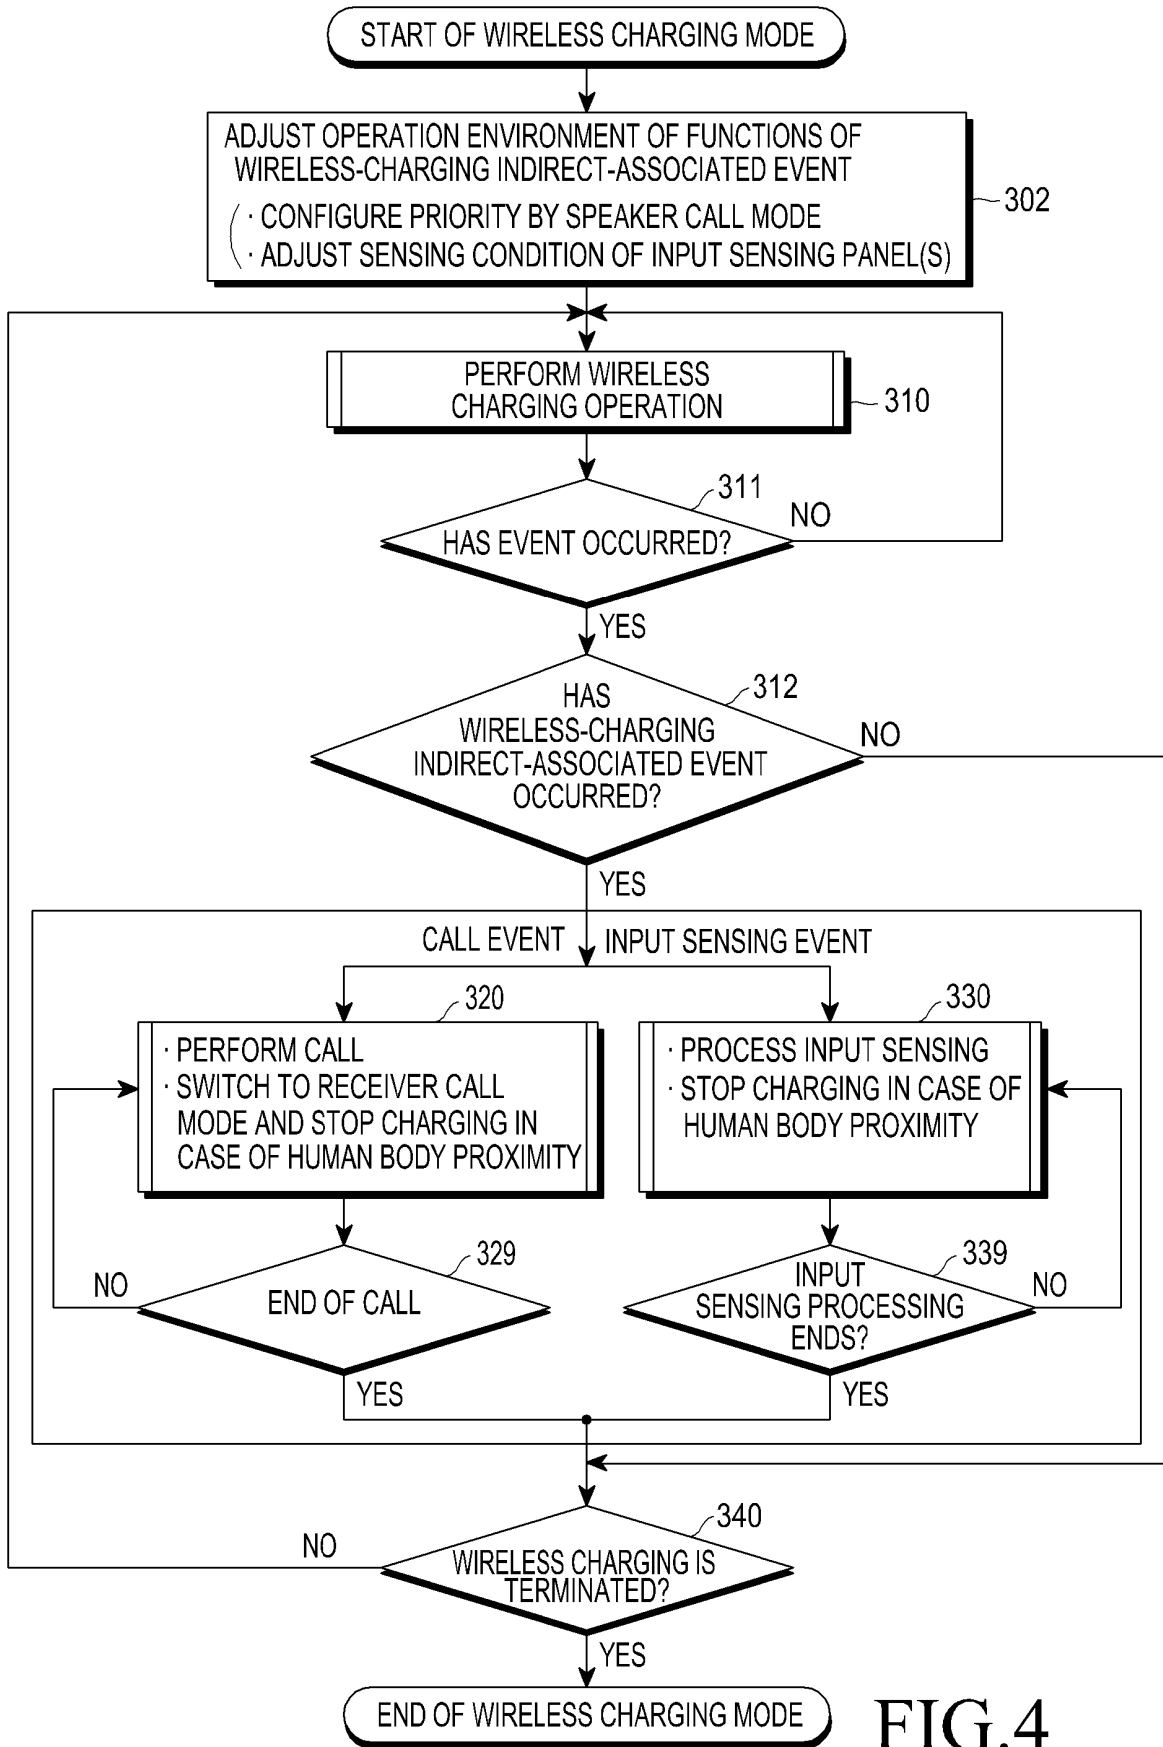 START OF WIRELESS CHARGING MODE
ADJUST OPERATION ENVIRONMENT OF FUNCTIONS OF
WIRELESS-CHARGING INDIRECT-ASSOCIATED EVENT
· CONFIGURE PRIORITY BY SPEAKER CALL MODE
· ADJUST SENSING CONDITION OF INPUT SENSING PANEL(S)
302
PERFORM WIRELESS
CHARGING OPERATION
310
311
HAS EVENT OCCURRED?
NO
YES
312
HAS
WIRELESS-CHARGING
INDIRECT-ASSOCIATED EVENT
OCCURRED?
NO
YES
CALL EVENT
INPUT SENSING EVENT
320
· PERFORM CALL
· SWITCH TO RECEIVER CALL
MODE AND STOP CHARGING IN
CASE OF HUMAN BODY PROXIMITY
330
· PROCESS INPUT SENSING
· STOP CHARGING IN CASE OF
HUMAN BODY PROXIMITY
329
END OF CALL
NO
YES
339
INPUT
SENSING PROCESSING
ENDS?
NO
YES
340
WIRELESS CHARGING IS
TERMINATED?
NO
YES
END OF WIRELESS CHARGING MODE
FIG.4